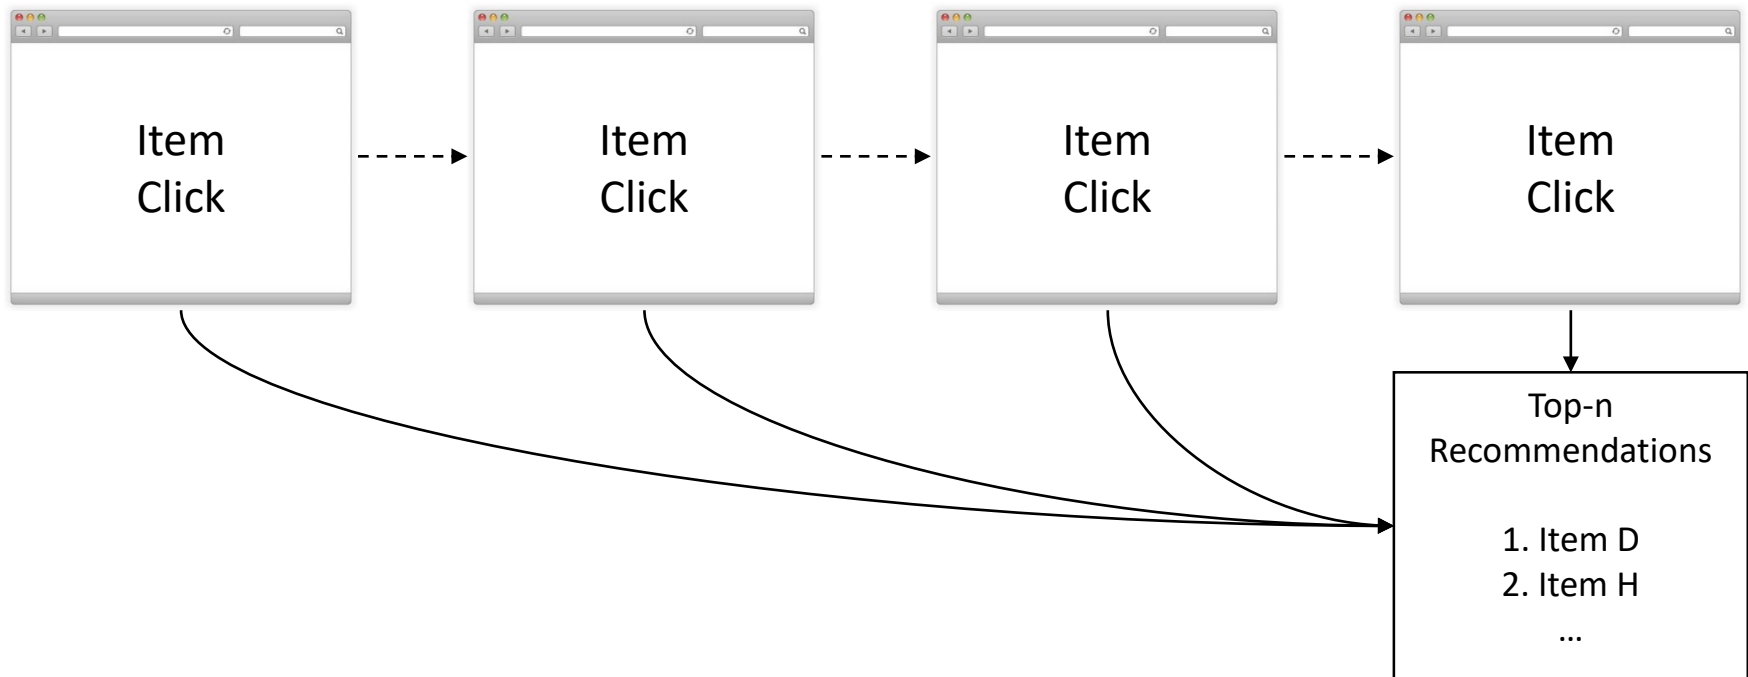 Item
Click
Item
Click
Item
Click
Item
Click
Top-n
Recommendations
1. Item D
2. Item H
...